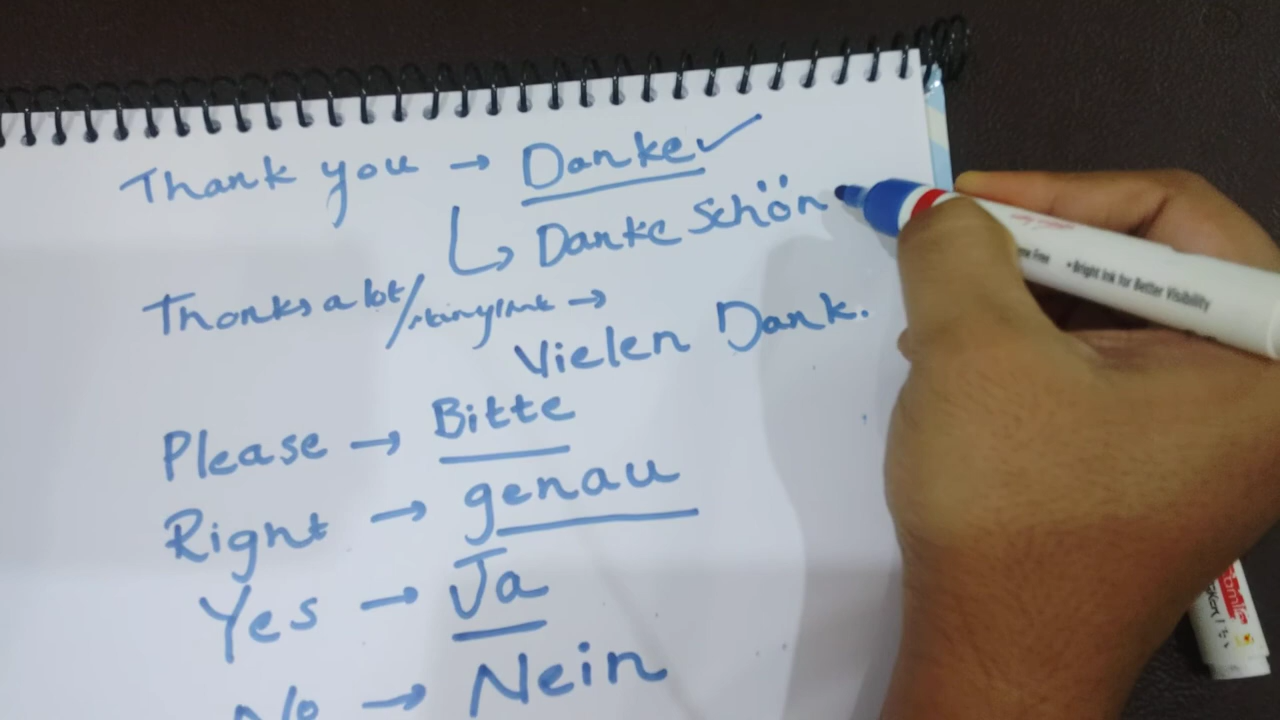 Thank you → Danke ✓
↳ Danke Schön
Thanks a lot/ →
Vielen Dank.
Please → Bitte
Right → genau
Yes → Ja
No → Nein
• Bright Ink for Better Visibility